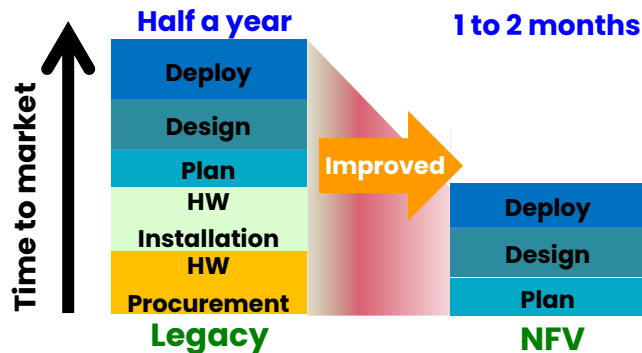 Half a year
1 to 2 months
Time to market
Deploy
Design
Plan
HW
Installation
HW
Procurement
Legacy
Improved
Deploy
Design
Plan
NFV